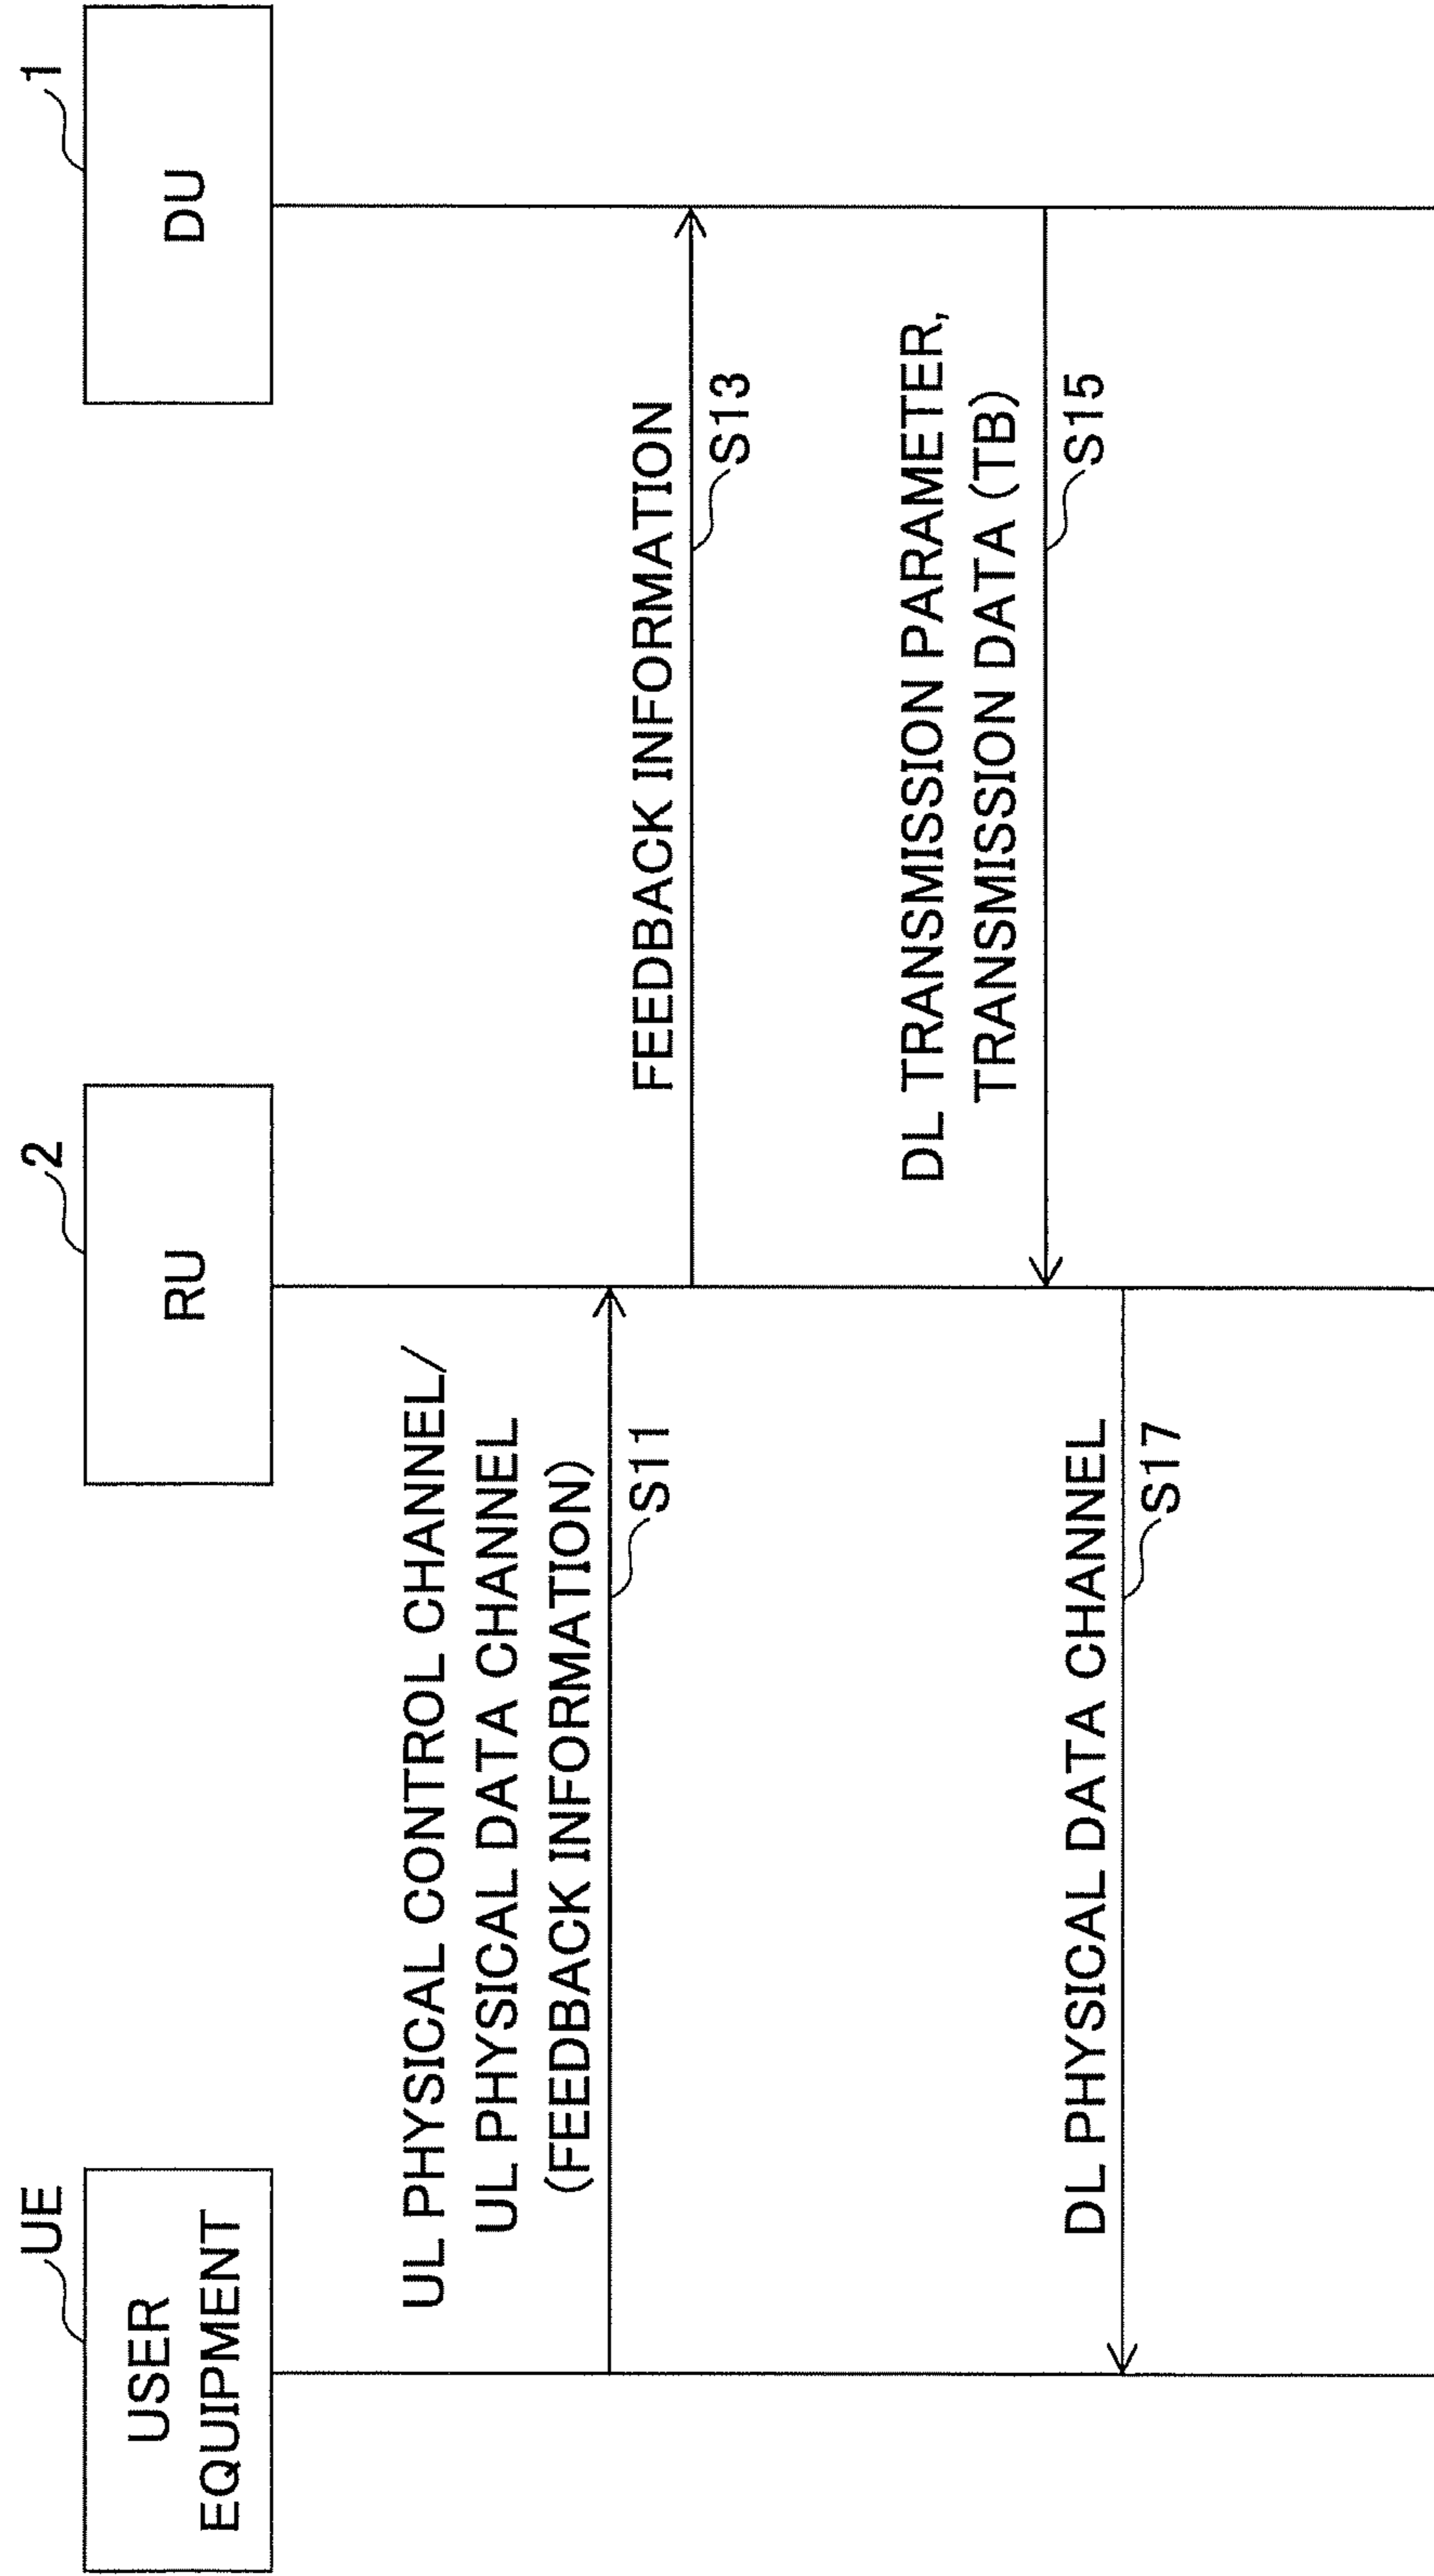 UE
USER
EQUIPMENT
2
RU
1
DU
UL PHYSICAL CONTROL CHANNEL/
UL PHYSICAL DATA CHANNEL
(FEEDBACK INFORMATION)
S11
FEEDBACK INFORMATION
S13
DL TRANSMISSION PARAMETER,
TRANSMISSION DATA (TB)
S15
DL PHYSICAL DATA CHANNEL
S17